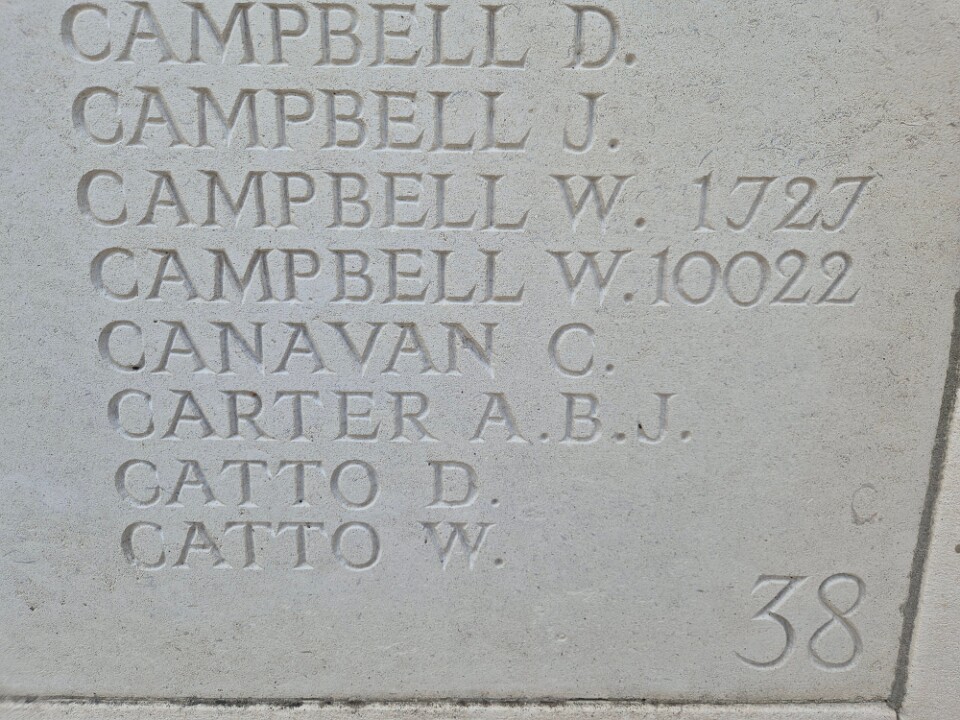 CAMPBELL D.
CAMPBELL J.
CAMPBELL W. 1727
CAMPBELL W. 10022
CANAVAN C.
CARTER A.B.J.
CATTO D.
CATTO W.
C.
38